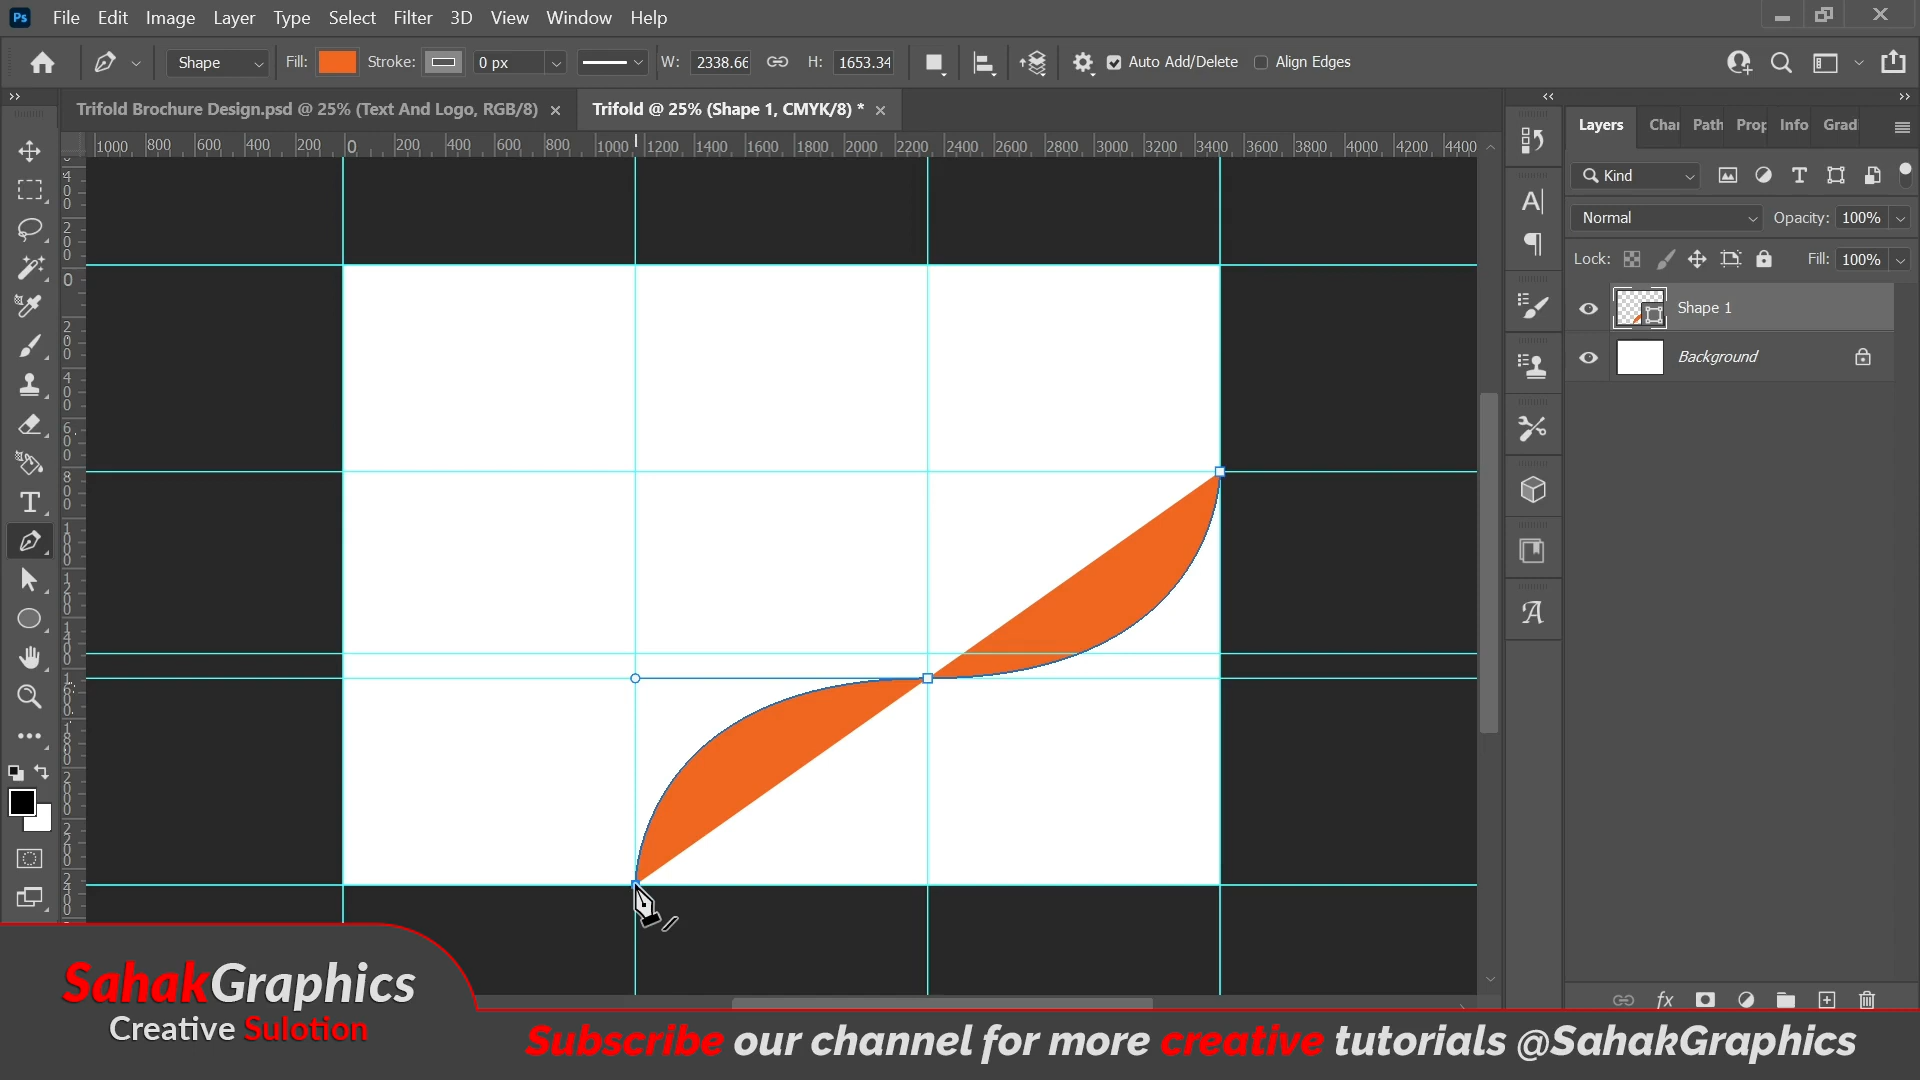 Ps File Edit Image Layer Type Select Filter 3D View Window Help
Shape Fill: Stroke: 0 px W: 2338.66 H: 1653.34 Auto Add/Delete Align Edges
Trifold Brochure Design.psd @ 25% (Text And Logo, RGB/8) × Trifold @ 25% (Shape 1, CMYK/8) * ×
1000 800 600 400 200 0 200 400 600 800 1000 1200 1400 1600 1800 2000 2200 2400 2600 2800 3000 3200 3400 3600 3800 4000 4200 4400
Layers Chai Path Prop Info Grad
Kind
Normal Opacity: 100%
Lock: Fill: 100%
Shape 1
Background
SahakGraphics
Creative Sulotion
Subscribe our channel for more creative tutorials @SahakGraphics